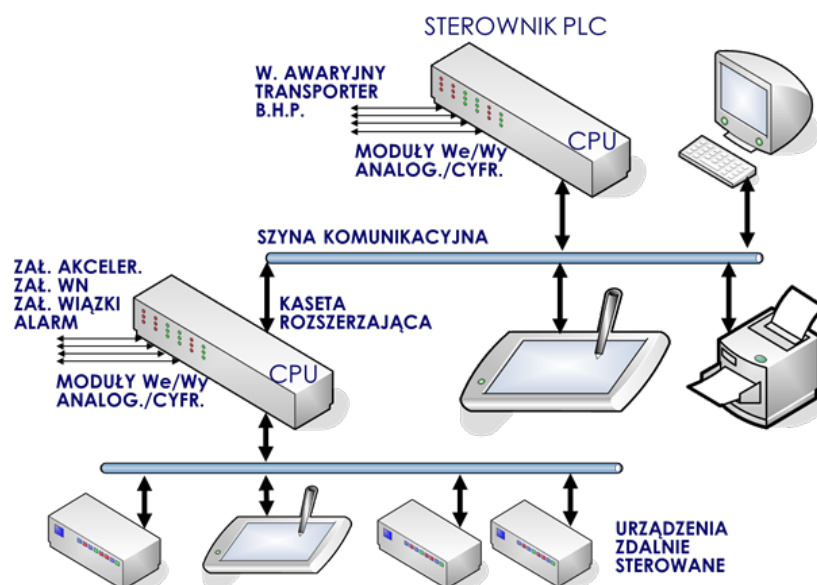 STEROWNIK PLC
W. AWARYJNY
TRANSPORTER
B.H.P.
CPU
MODUŁY We/Wy
ANALOG./CYFR.
SZYNA KOMUNIKACYJNA
ZAŁ. AKCELER.
ZAŁ. WN
ZAŁ. WIĄZKI
ALARM
KASETA
ROZSZERZAJĄCA
CPU
MODUŁY We/Wy
ANALOG./CYFR.
URZĄDZENIA
ZDALNIE
STEROWANE